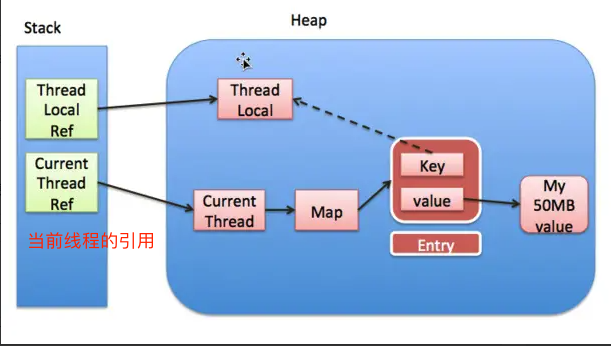 Stack
Heap
Thread
Local
Ref
Thread
Local
Current
Thread
Ref
Key
value
Current
Thread
Map
My
50MB
value
当前线程的引用
Entry